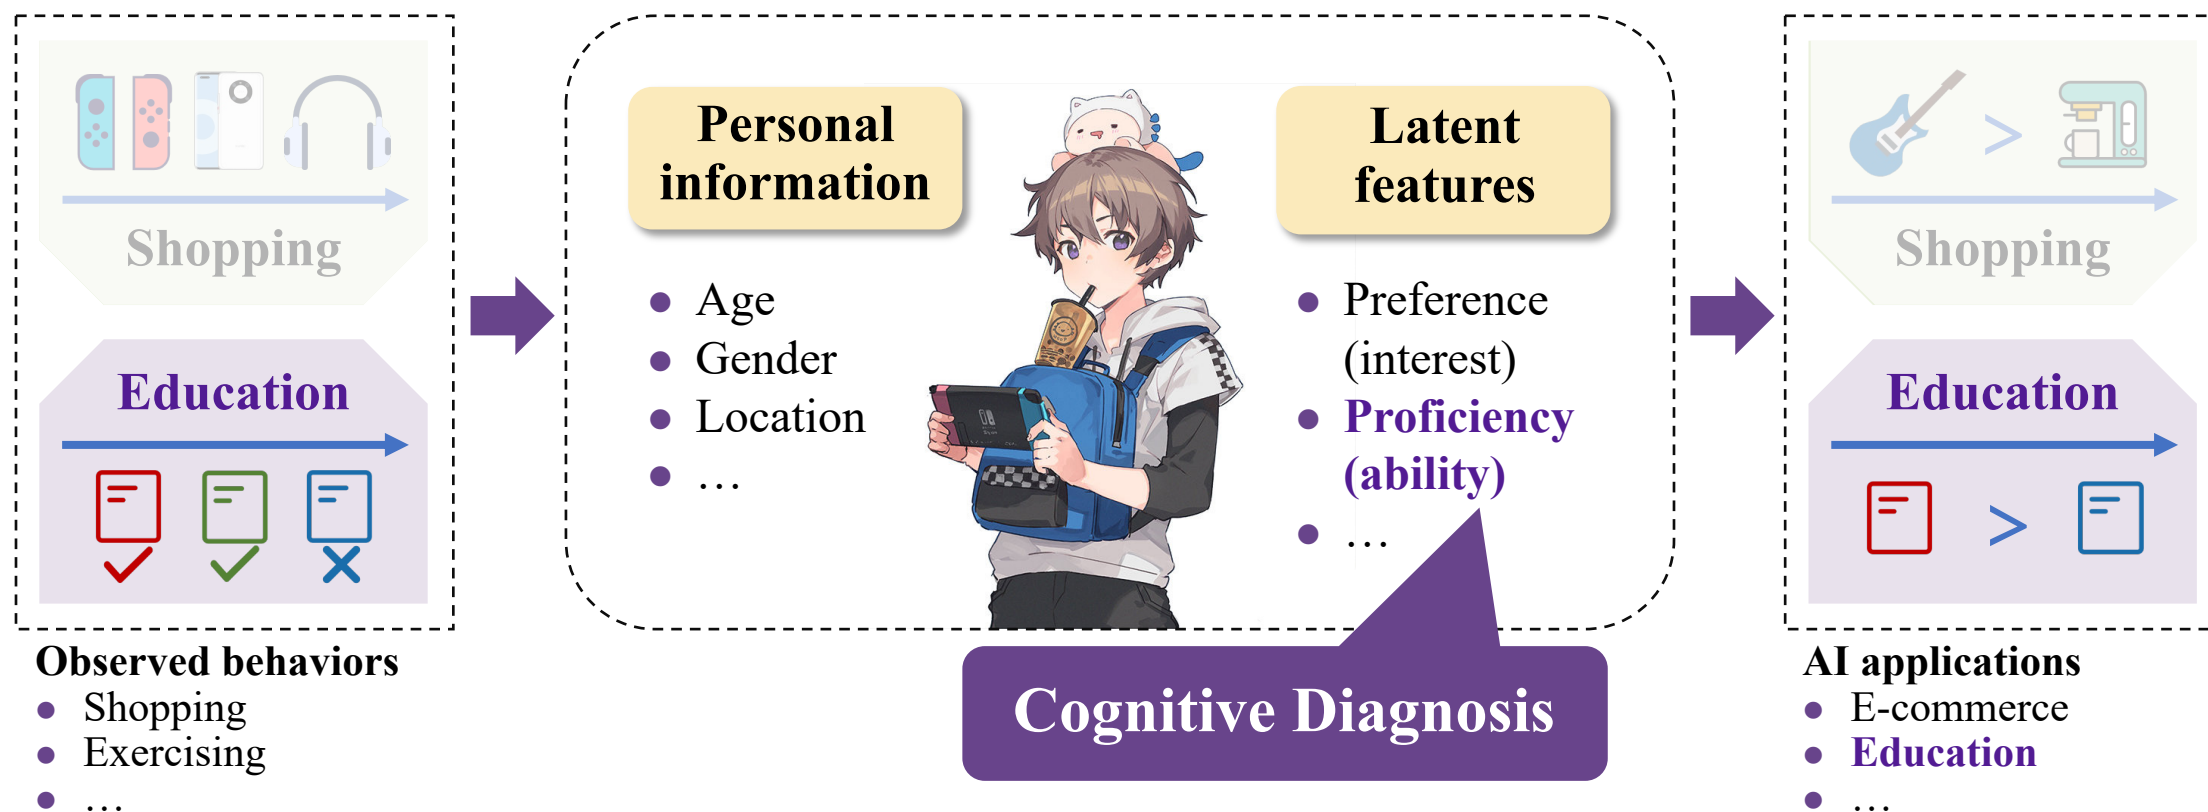 Shopping
Education
Observed behaviors
● Shopping
● Exercising
● …
Personal
information
● Age
● Gender
● Location
● …
Latent
features
● Preference
(interest)
● Proficiency
(ability)
● …
Cognitive Diagnosis
>
Shopping
Education
>
AI applications
● E-commerce
● Education
● …